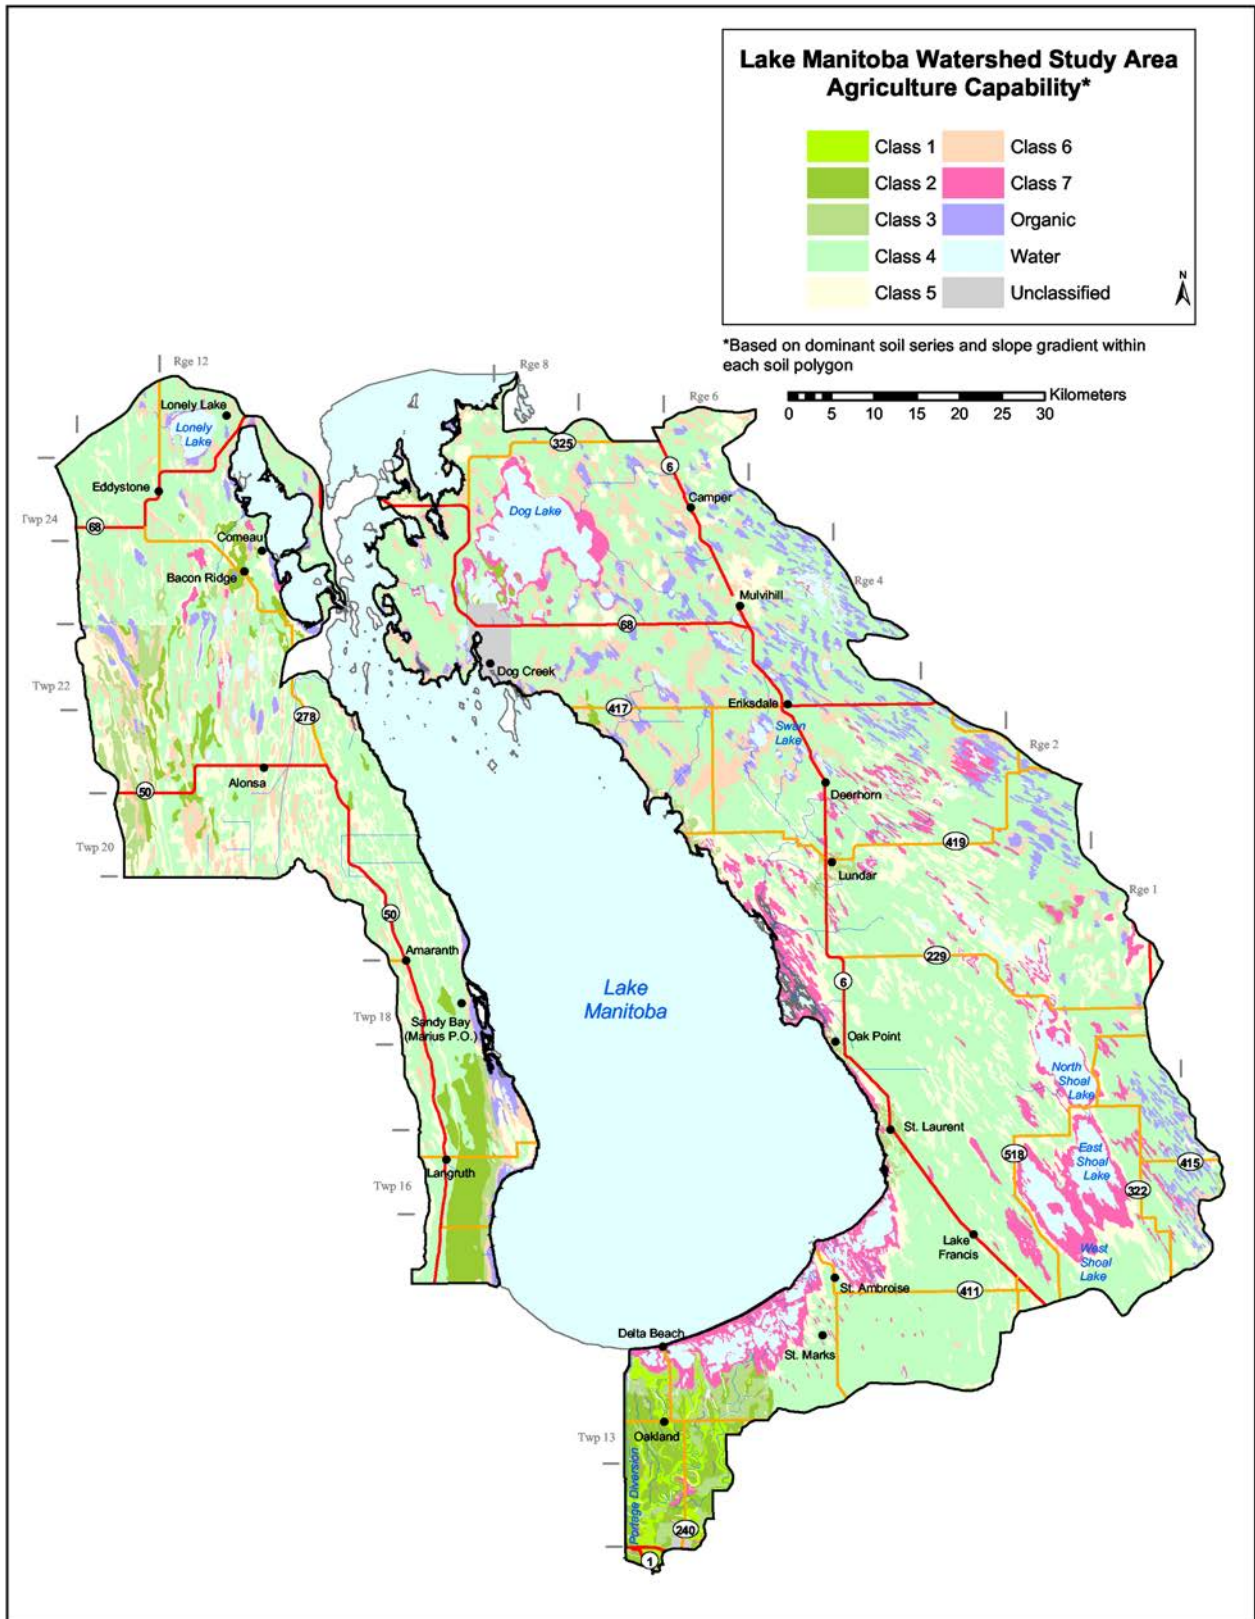 Lake Manitoba Watershed Study Area
Agriculture Capability*
Class 1
Class 6
Class 2
Class 7
Class 3
Organic
Class 4
Water
Class 5
Unclassified
N
*Based on dominant soil series and slope gradient within
each soil polygon
Kilometers
0 5 10 15 20 25 30
Rge 12
Rge 8
Rge 6
Lonely Lake
Lonely
Lake
325
6
Eddystone
Camper
Dog Lake
Twp 24
68
Comeau
Bacon Ridge
Rge 4
Mulvihill
68
Dog Creek
Twp 22
278
417
Eriksdale
Swan
Lake
Rge 2
Alonsa
50
Deerhorn
Twp 20
419
Lundar
Rge 1
50
Amaranth
229
6
Lake
Manitoba
Sandy Bay
(Marius P.O.)
Twp 18
Oak Point
North
Shoal
Lake
St. Laurent
518
East
Shoal
Lake
415
Langruth
Twp 16
322
Lake
Francis
West
Shoal
Lake
St. Ambroise
411
Delta Beach
St. Marks
Oakland
Twp 13
Portage Diversion
240
1